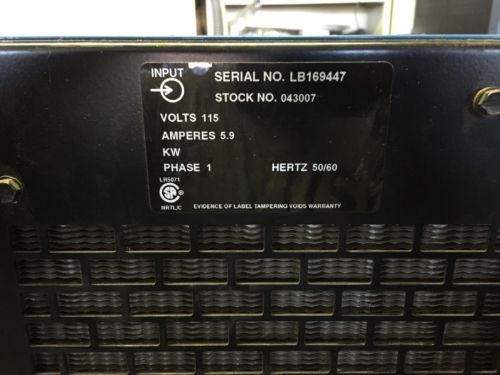 INPUT
SERIAL NO. LB169447
STOCK NO. 043007
VOLTS 115
AMPERES 5.9
KW
PHASE 1 HERTZ 50/60
LR5071
NRTL/C
EVIDENCE OF LABEL TAMPERING VOIDS WARRANTY